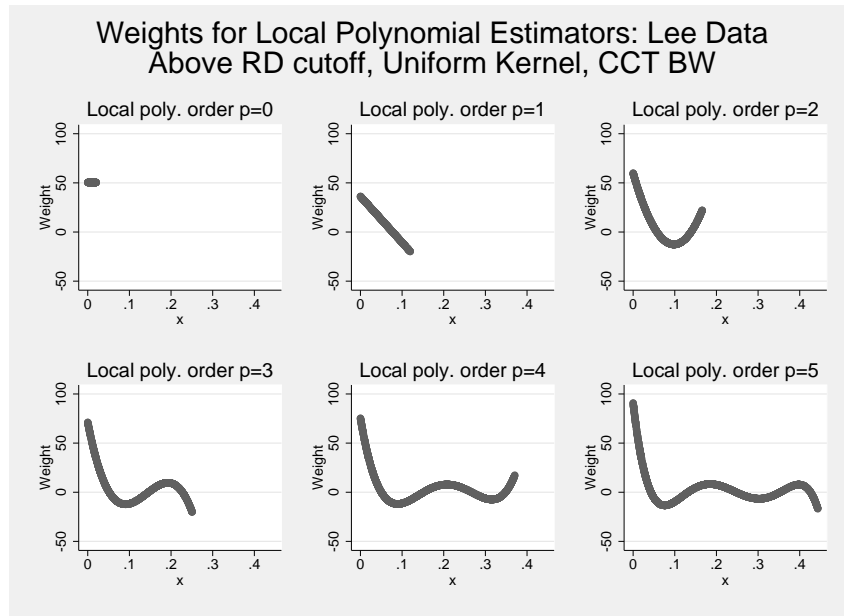 Weights for Local Polynomial Estimators: Lee Data
Above RD cutoff, Uniform Kernel, CCT BW
Local poly. order p=0
100
50
0
-50
Weight
0 .1 .2 .3 .4
x
Local poly. order p=1
100
50
0
-50
Weight
0 .1 .2 .3 .4
x
Local poly. order p=2
100
50
0
-50
Weight
0 .1 .2 .3 .4
x
Local poly. order p=3
100
50
0
-50
Weight
0 .1 .2 .3 .4
x
Local poly. order p=4
100
50
0
-50
Weight
0 .1 .2 .3 .4
x
Local poly. order p=5
100
50
0
-50
Weight
0 .1 .2 .3 .4
x